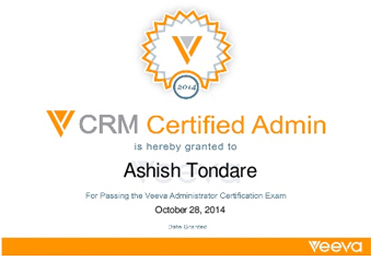 2014
CRM Certified Admin
is hereby granted to
Ashish Tondare
For Passing the Veeva Administrator Certification Exam
October 28, 2014
Date Granted
Veeva